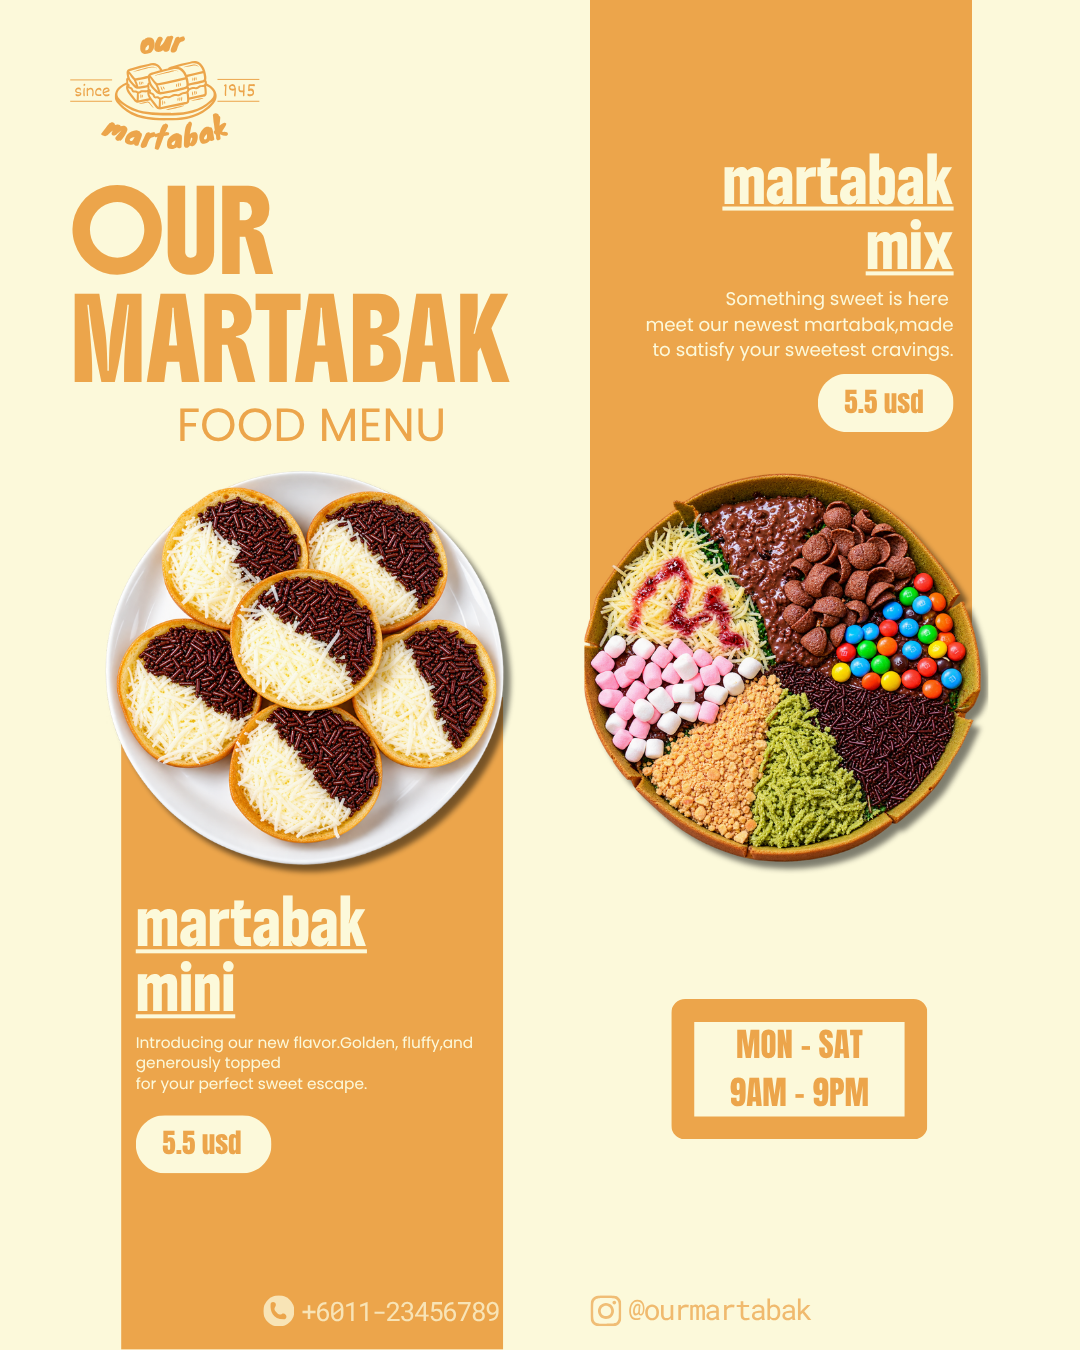 our
since 1945
martabak
OUR
MARTABAK
FOOD MENU
martabak
mix
Something sweet is here
meet our newest martabak,made
to satisfy your sweetest cravings.
5.5 usd
martabak
mini
Introducing our new flavor.Golden, fluffy,and
generously topped
for your perfect sweet escape.
5.5 usd
MON - SAT
9AM - 9PM
+6011-23456789
@ourmartabak